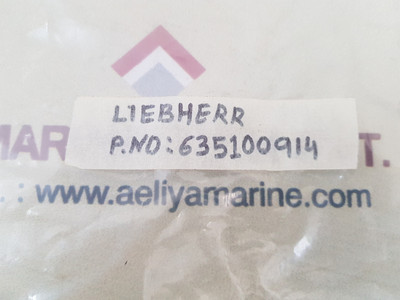 LIEBHERR
P.NO:635100914
MAR T.
. : www.aeliyamarine.com